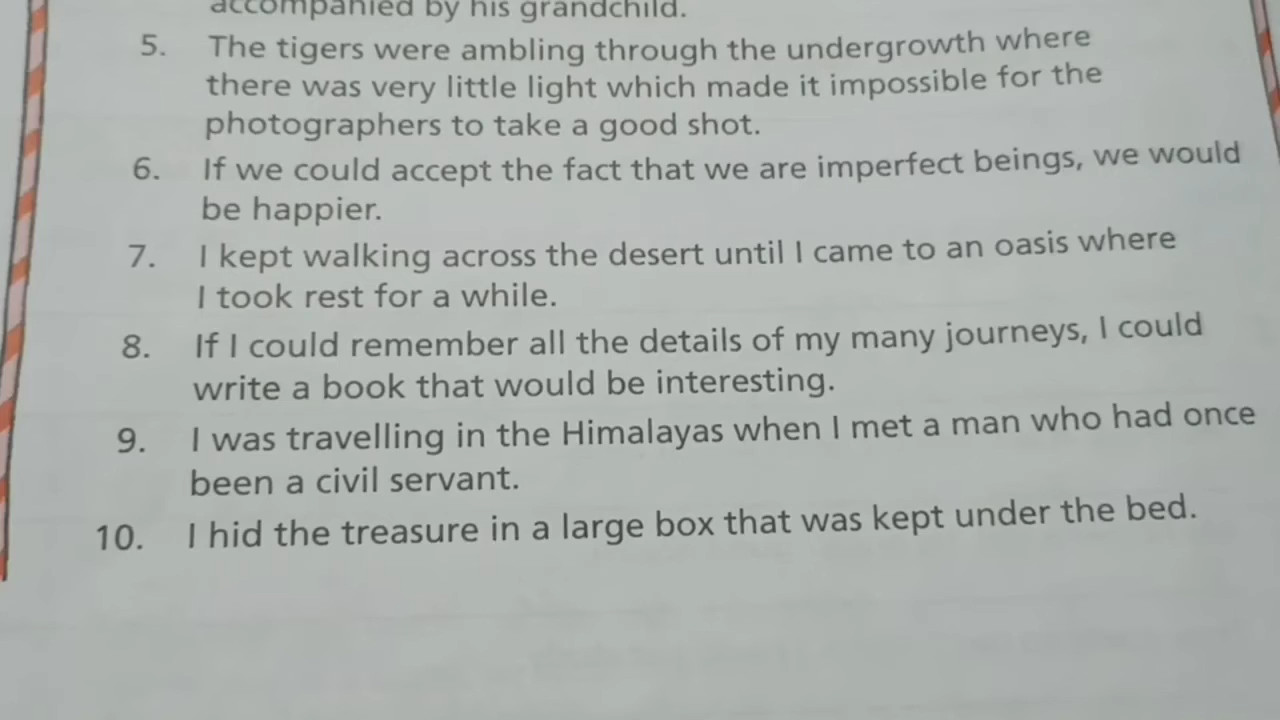 accompanied by his grandchild.
5. The tigers were ambling through the undergrowth where
there was very little light which made it impossible for the
photographers to take a good shot.
6. If we could accept the fact that we are imperfect beings, we would
be happier.
7. I kept walking across the desert until I came to an oasis where
I took rest for a while.
8. If I could remember all the details of my many journeys, I could
write a book that would be interesting.
9. I was travelling in the Himalayas when I met a man who had once
been a civil servant.
10. I hid the treasure in a large box that was kept under the bed.